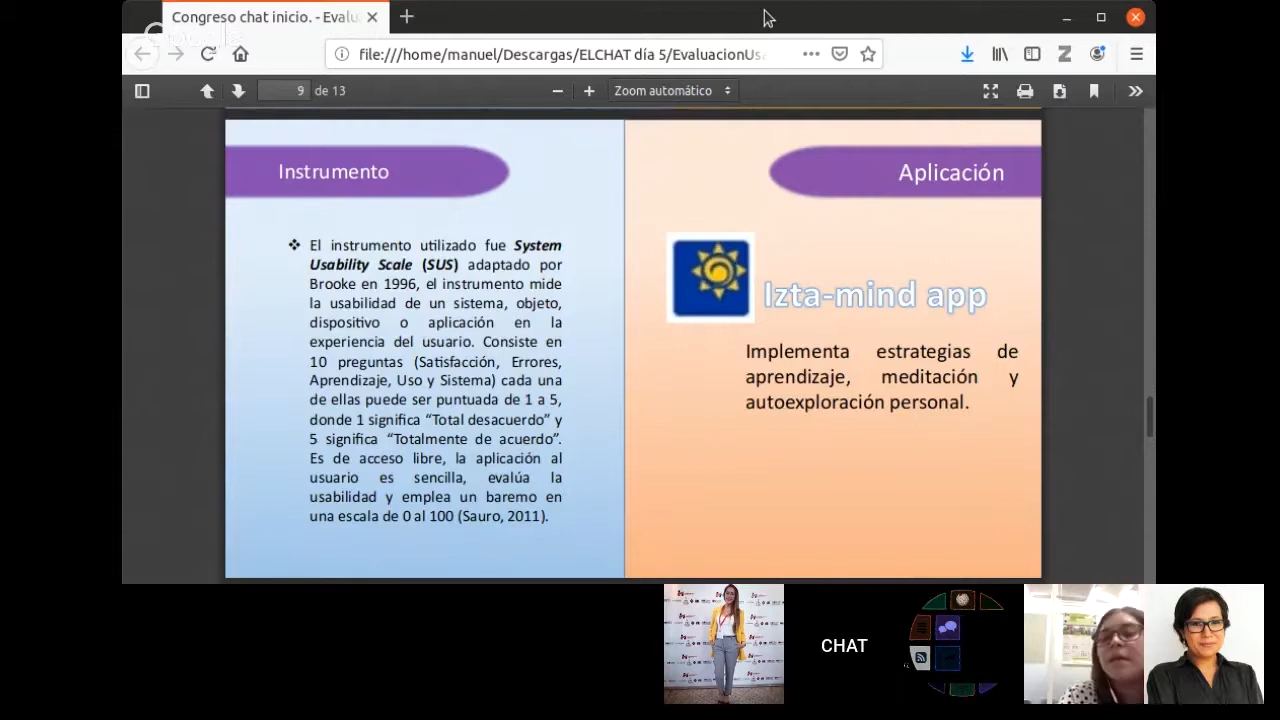 Congreso chat inicio. - Evalu
Google
file:///home/manuel/Descargas/ELCHAT día 5/EvaluacionUsa
9 de 13
Zoom automático
Instrumento
Aplicación
❖ El instrumento utilizado fue System
Usability Scale (SUS) adaptado por
Brooke en 1996, el instrumento mide
la usabilidad de un sistema, objeto,
dispositivo o aplicación en la
experiencia del usuario. Consiste en
10 preguntas (Satisfacción, Errores,
Aprendizaje, Uso y Sistema) cada una
de ellas puede ser puntuada de 1 a 5,
donde 1 significa “Total desacuerdo” y
5 significa “Totalmente de acuerdo”.
Es de acceso libre, la aplicación al
usuario es sencilla, evalúa la
usabilidad y emplea un baremo en
una escala de 0 al 100 (Sauro, 2011).
Izta-mind app
Implementa estrategias de
aprendizaje, meditación y
autoexploración personal.
CHAT